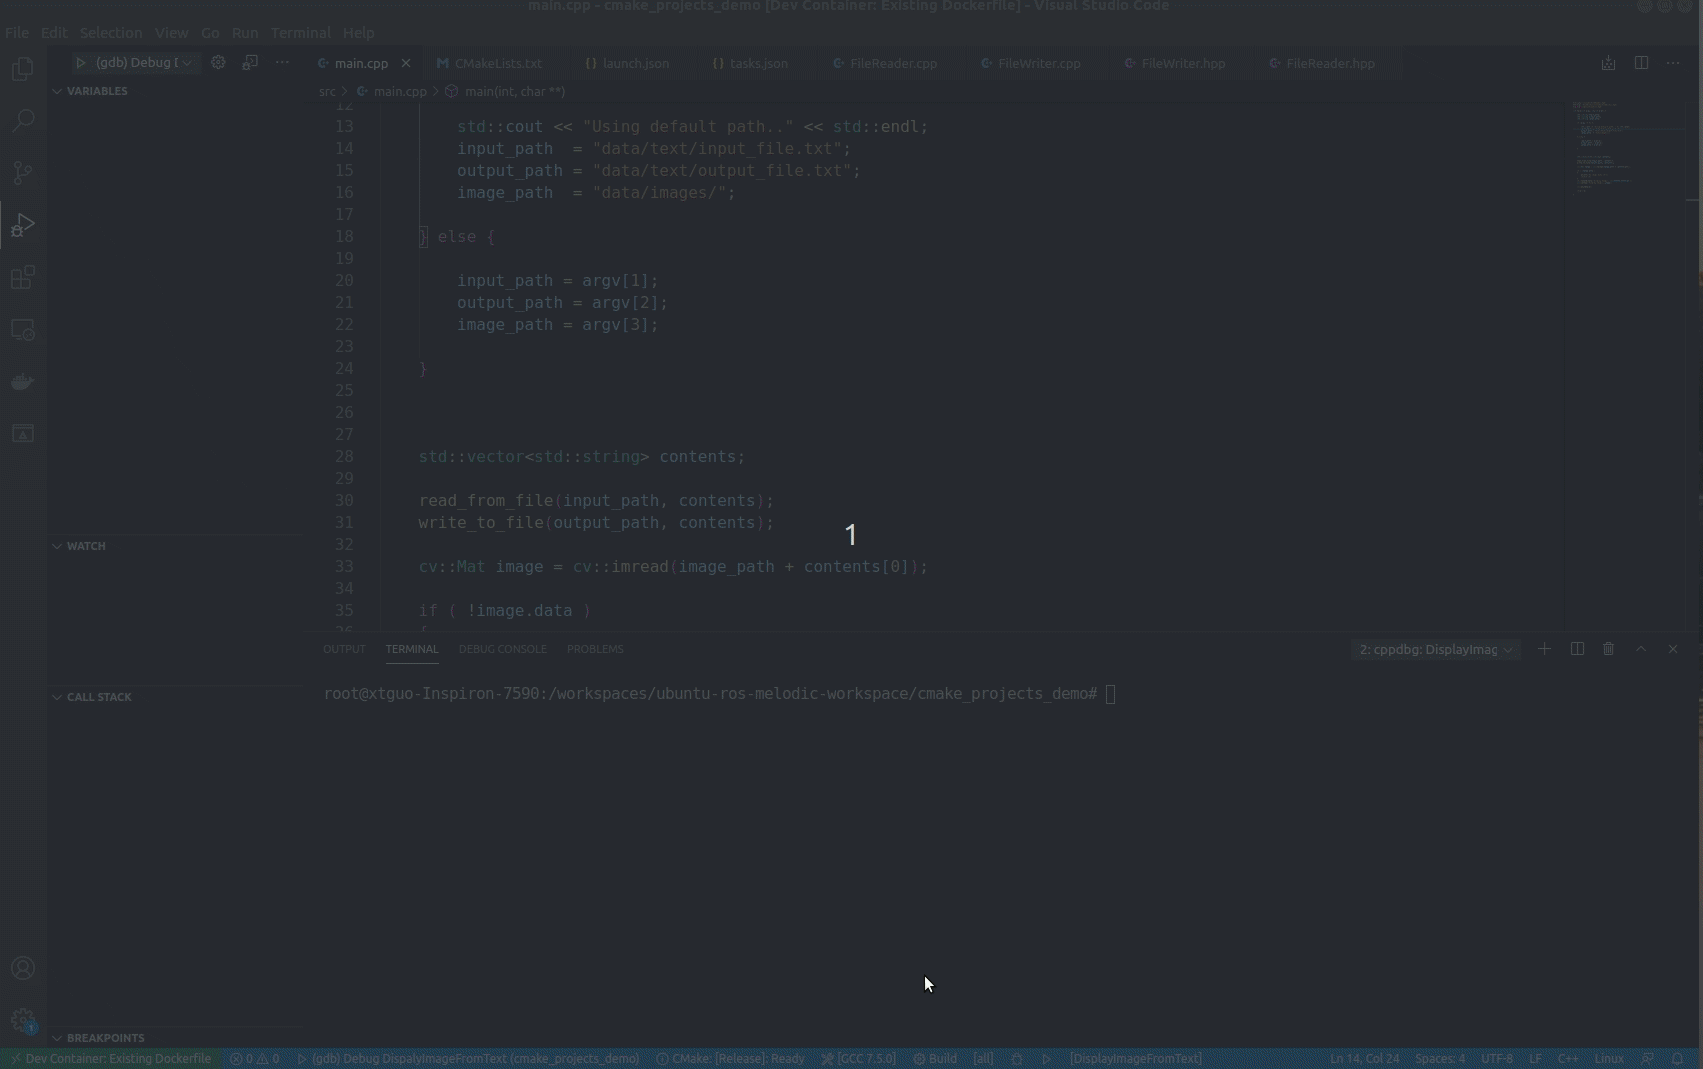 main.cpp - cmake_projects_demo [Dev Container: Existing Dockerfile] - Visual Studio Code
File Edit Selection View Go Run Terminal Help
(gdb) Debug D
main.cpp CMakeLists.txt launch.json tasks.json FileReader.cpp FileWriter.cpp FileWriter.hpp FileReader.hpp
VARIABLES
src > main.cpp > main(int, char **)
12
13 std::cout << "Using default path.." << std::endl;
14 input_path  = "data/text/input_file.txt";
15 output_path = "data/text/output_file.txt";
16 image_path  = "data/images/";
17
18 } else {
19
20 input_path = argv[1];
21 output_path = argv[2];
22 image_path = argv[3];
23
24 }
25
26
27
28 std::vector<std::string> contents;
29
30 read_from_file(input_path, contents);
31 write_to_file(output_path, contents);
1
32
WATCH
33 cv::Mat image = cv::imread(image_path + contents[0]);
34
35 if ( !image.data )
36 {
OUTPUT TERMINAL DEBUG CONSOLE PROBLEMS
2: cppdbg: DisplayImag
CALL STACK
root@xtguo-Inspiron-7590:/workspaces/ubuntu-ros-melodic-workspace/cmake_projects_demo#
BREAKPOINTS
Dev Container: Existing Dockerfile 0 0 (gdb) Debug DispalyImageFromText (cmake_projects_demo) CMake: [Release]: Ready [GCC 7.5.0] Build [all] [DisplayImageFromText] Ln 14, Col 24 Spaces: 4 UTF-8 LF C++ Linux